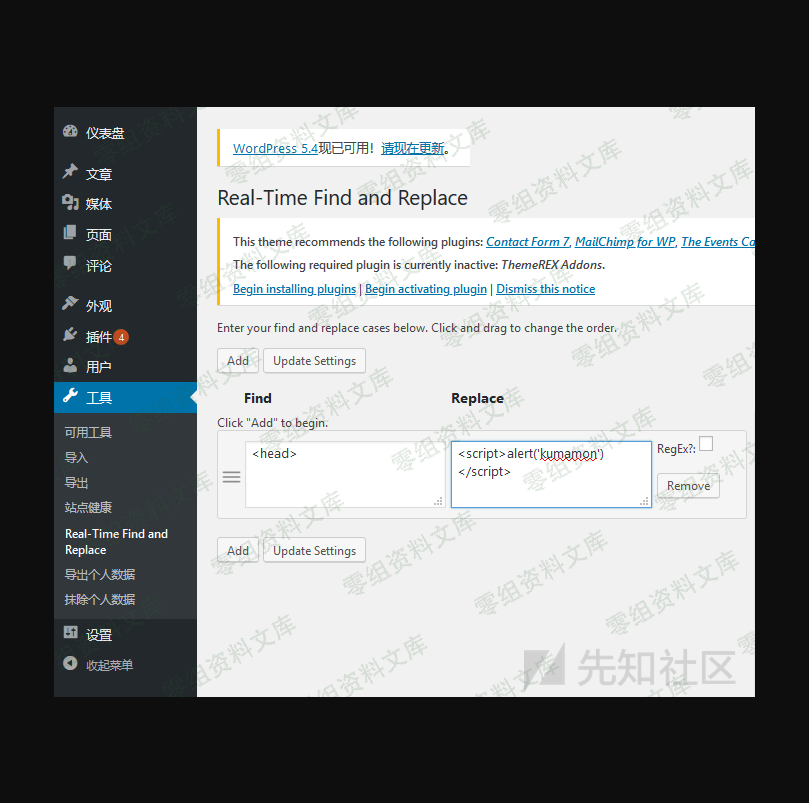 仪表盘
文章
媒体
页面
评论
外观
插件 4
用户
工具
可用工具
导入
导出
站点健康
Real-Time Find and
Replace
导出个人数据
抹除个人数据
设置
收起菜单
WordPress 5.4现已可用！请现在更新。
Real-Time Find and Replace
This theme recommends the following plugins: Contact Form 7, MailChimp for WP, The Events Ca
The following required plugin is currently inactive: ThemeREX Addons.
Begin installing plugins | Begin activating plugin | Dismiss this notice
Enter your find and replace cases below. Click and drag to change the order.
Add Update Settings
Find Replace
Click "Add" to begin.
<head>
<script>alert('kumamon')
</script>
RegEx?:
Remove
Add Update Settings
零组资料文库
先知社区